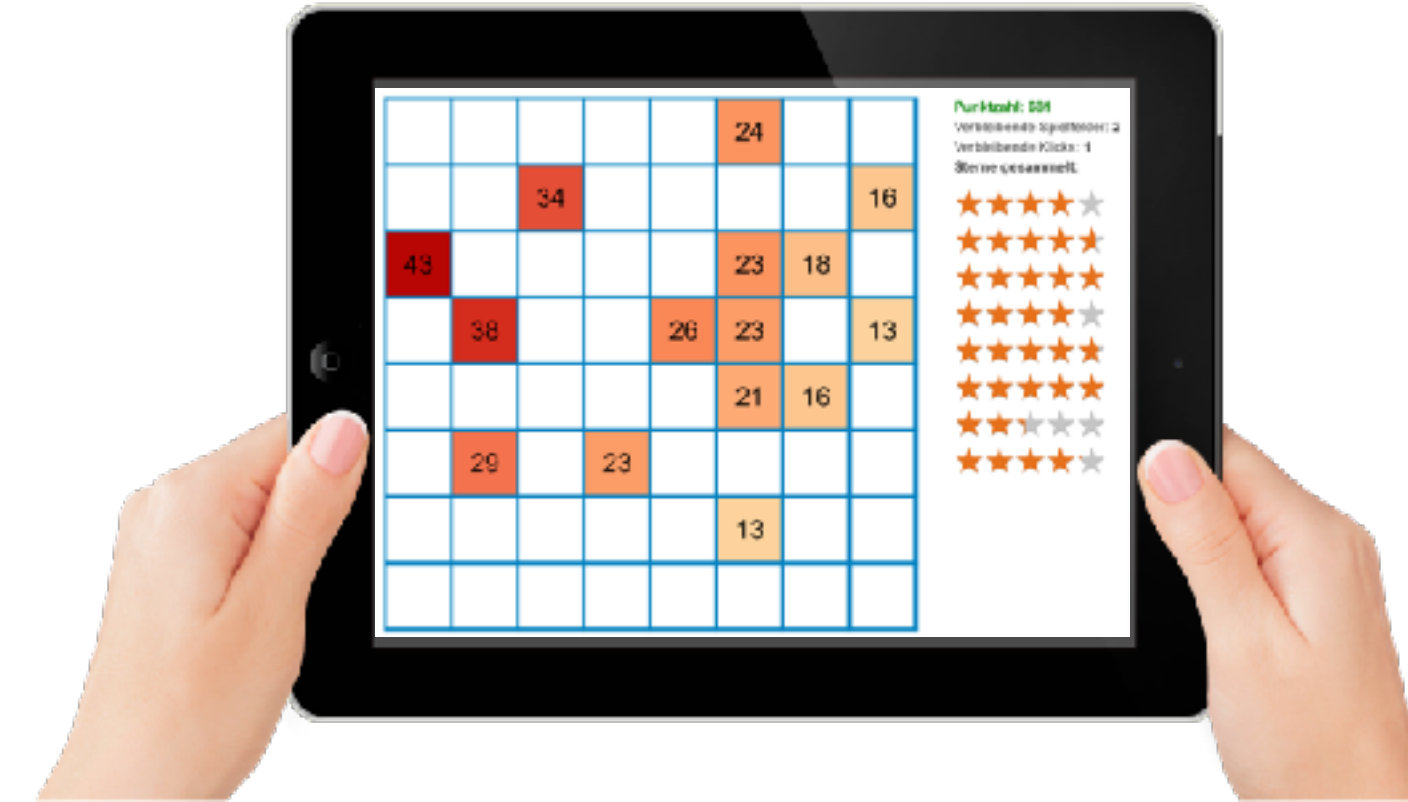 24
34 16
43 23 18
38 26 23 13
21 16
29 23
13
Punktzahl:
Verbleibende Spielfelder: 2
Verbleibende Klicks: 1
Sterne gesammelt: